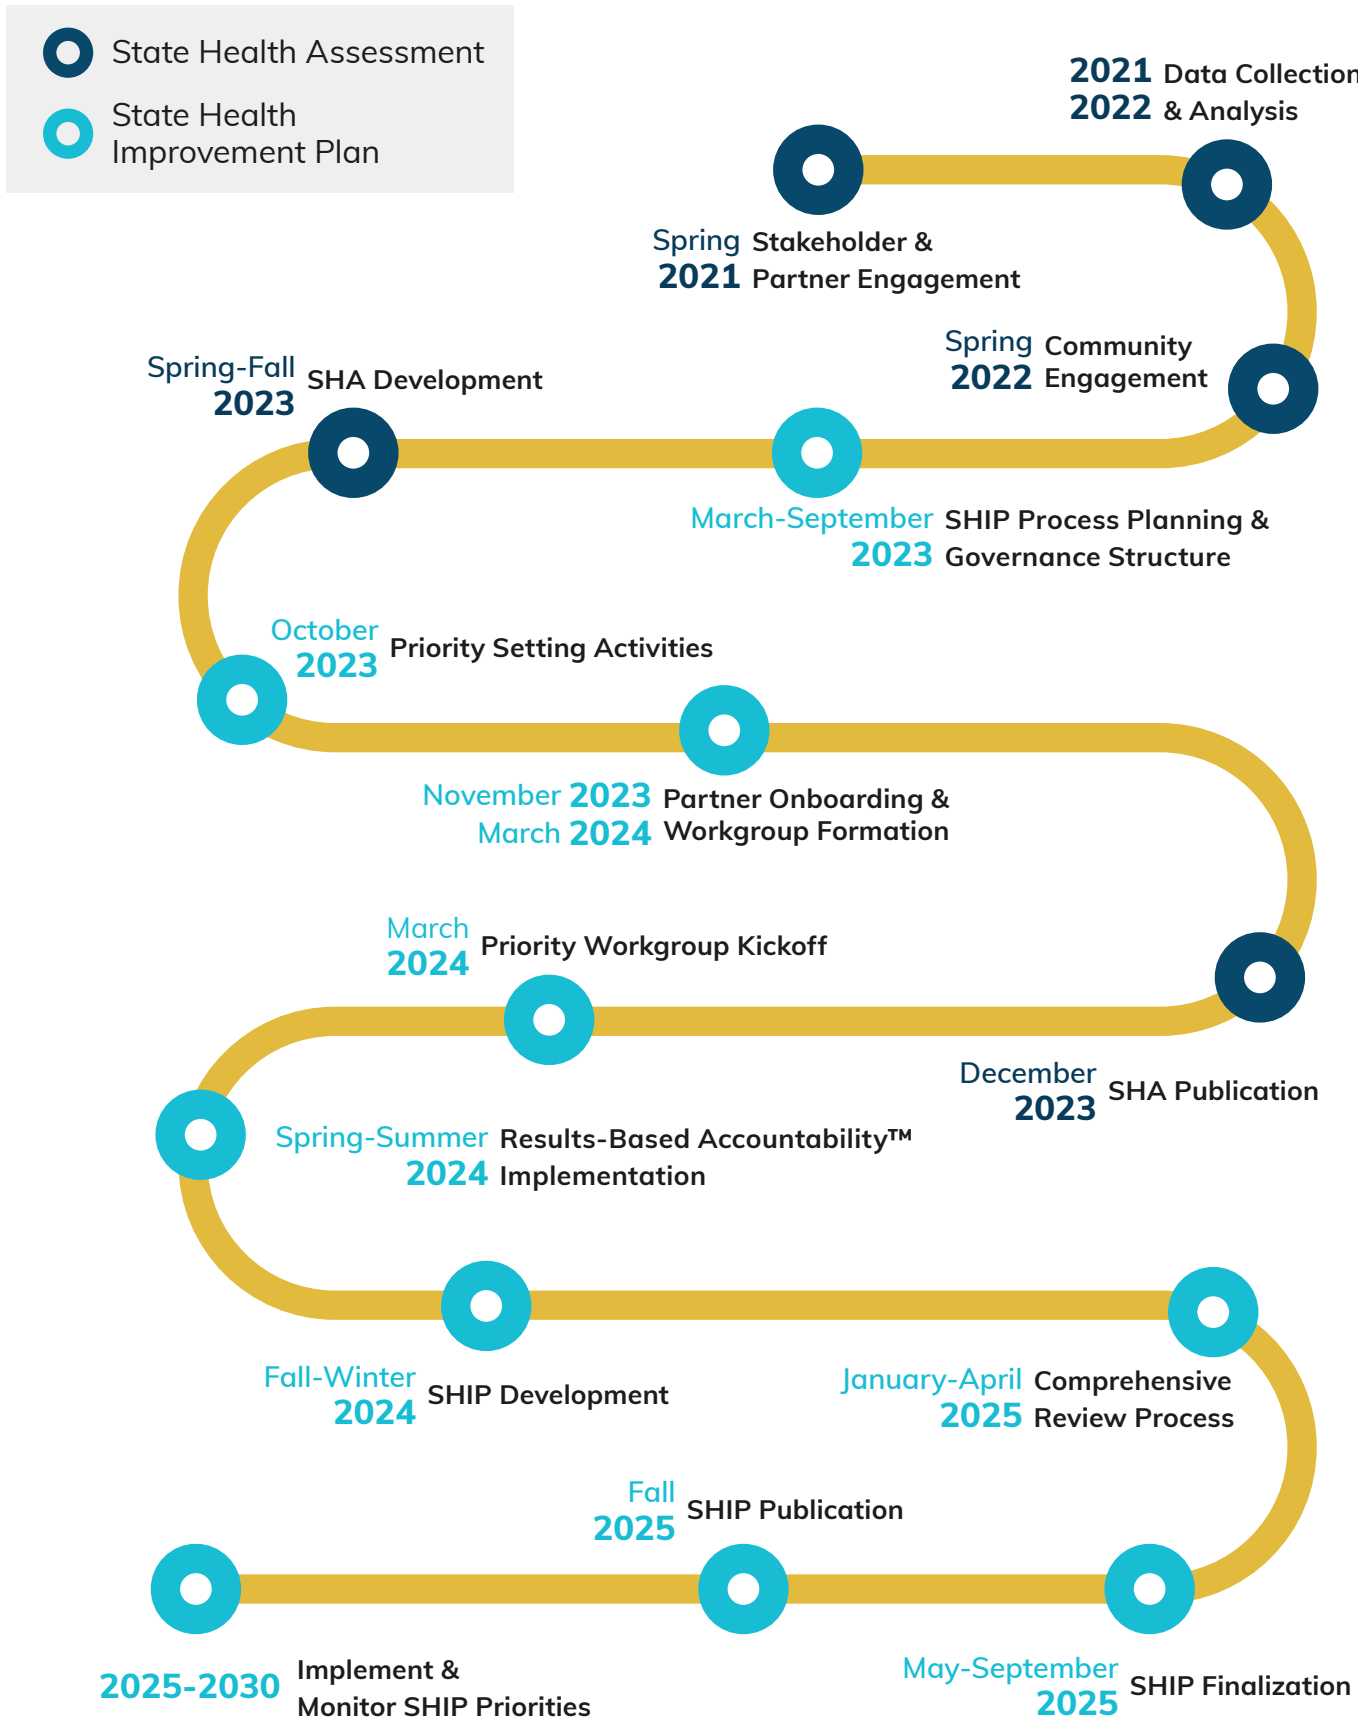 State Health Assessment
State Health
Improvement Plan
2021 Data Collection
2022 & Analysis
Spring Stakeholder &
2021 Partner Engagement
Spring Community
2022 Engagement
Spring-Fall
2023
SHA Development
March-September SHIP Process Planning &
2023 Governance Structure
October
2023
Priority Setting Activities
November 2023 Partner Onboarding &
March 2024 Workgroup Formation
March
2024
Priority Workgroup Kickoff
December
2023
SHA Publication
Spring-Summer Results-Based Accountability™
2024 Implementation
Fall-Winter
2024
SHIP Development
January-April Comprehensive
2025 Review Process
Fall
2025
SHIP Publication
May-September
2025
SHIP Finalization
2025-2030
Implement &
Monitor SHIP Priorities